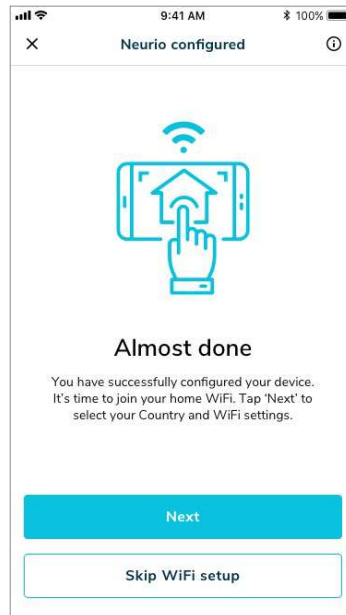 9:41 AM
100%
Neurio configured
Almost done
You have successfully configured your device.
It's time to join your home WiFi. Tap ‘Next’ to
select your Country and WiFi settings.
Next
Skip WiFi setup